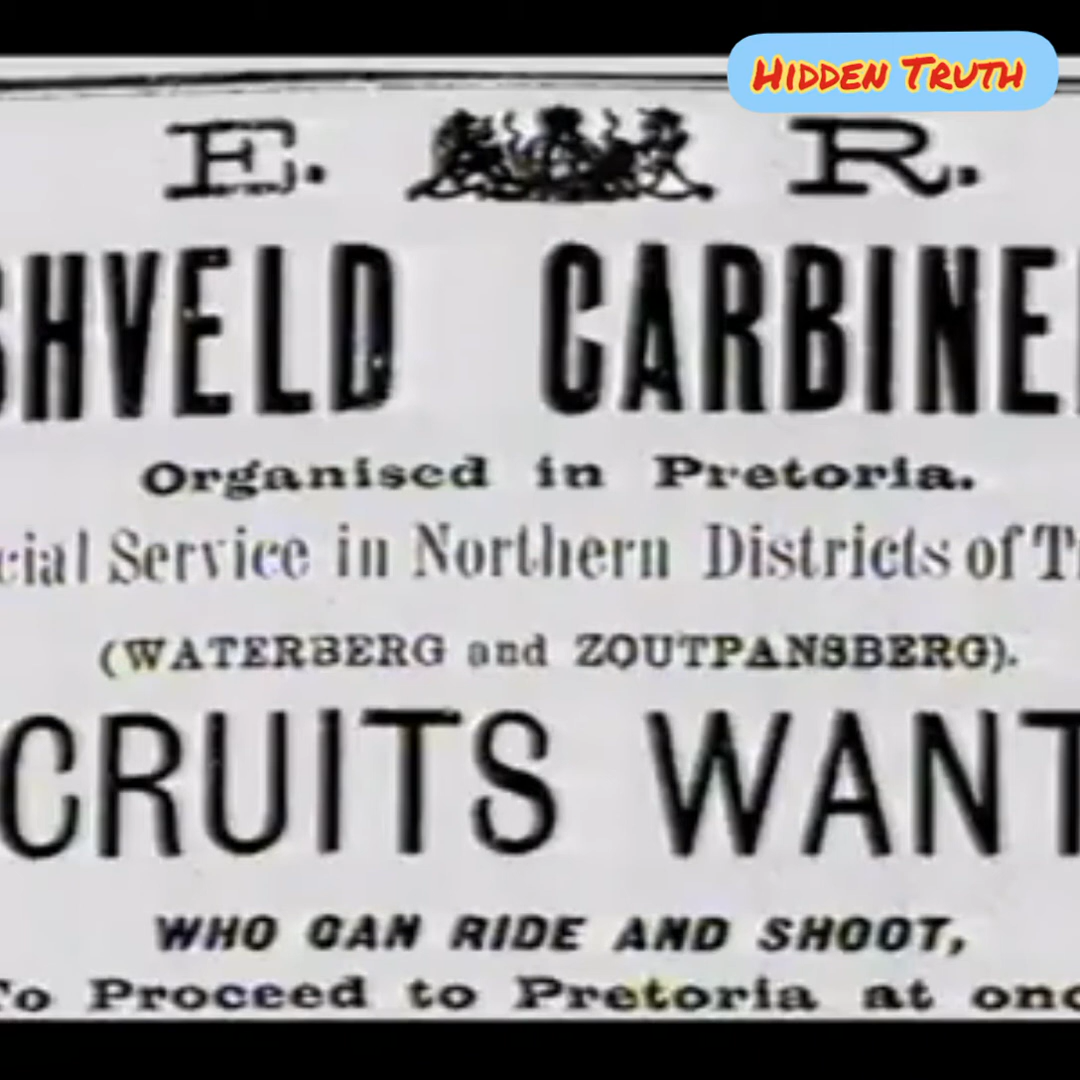 Hidden Truth
E. R.
SHVELD CARBINE
Organised in Pretoria.
cial Service in Northern Districts of T
(WATERBERG and ZOUTPANSBERG).
CRUITS WANT
WHO CAN RIDE AND SHOOT,
To Proceed to Pretoria at onc